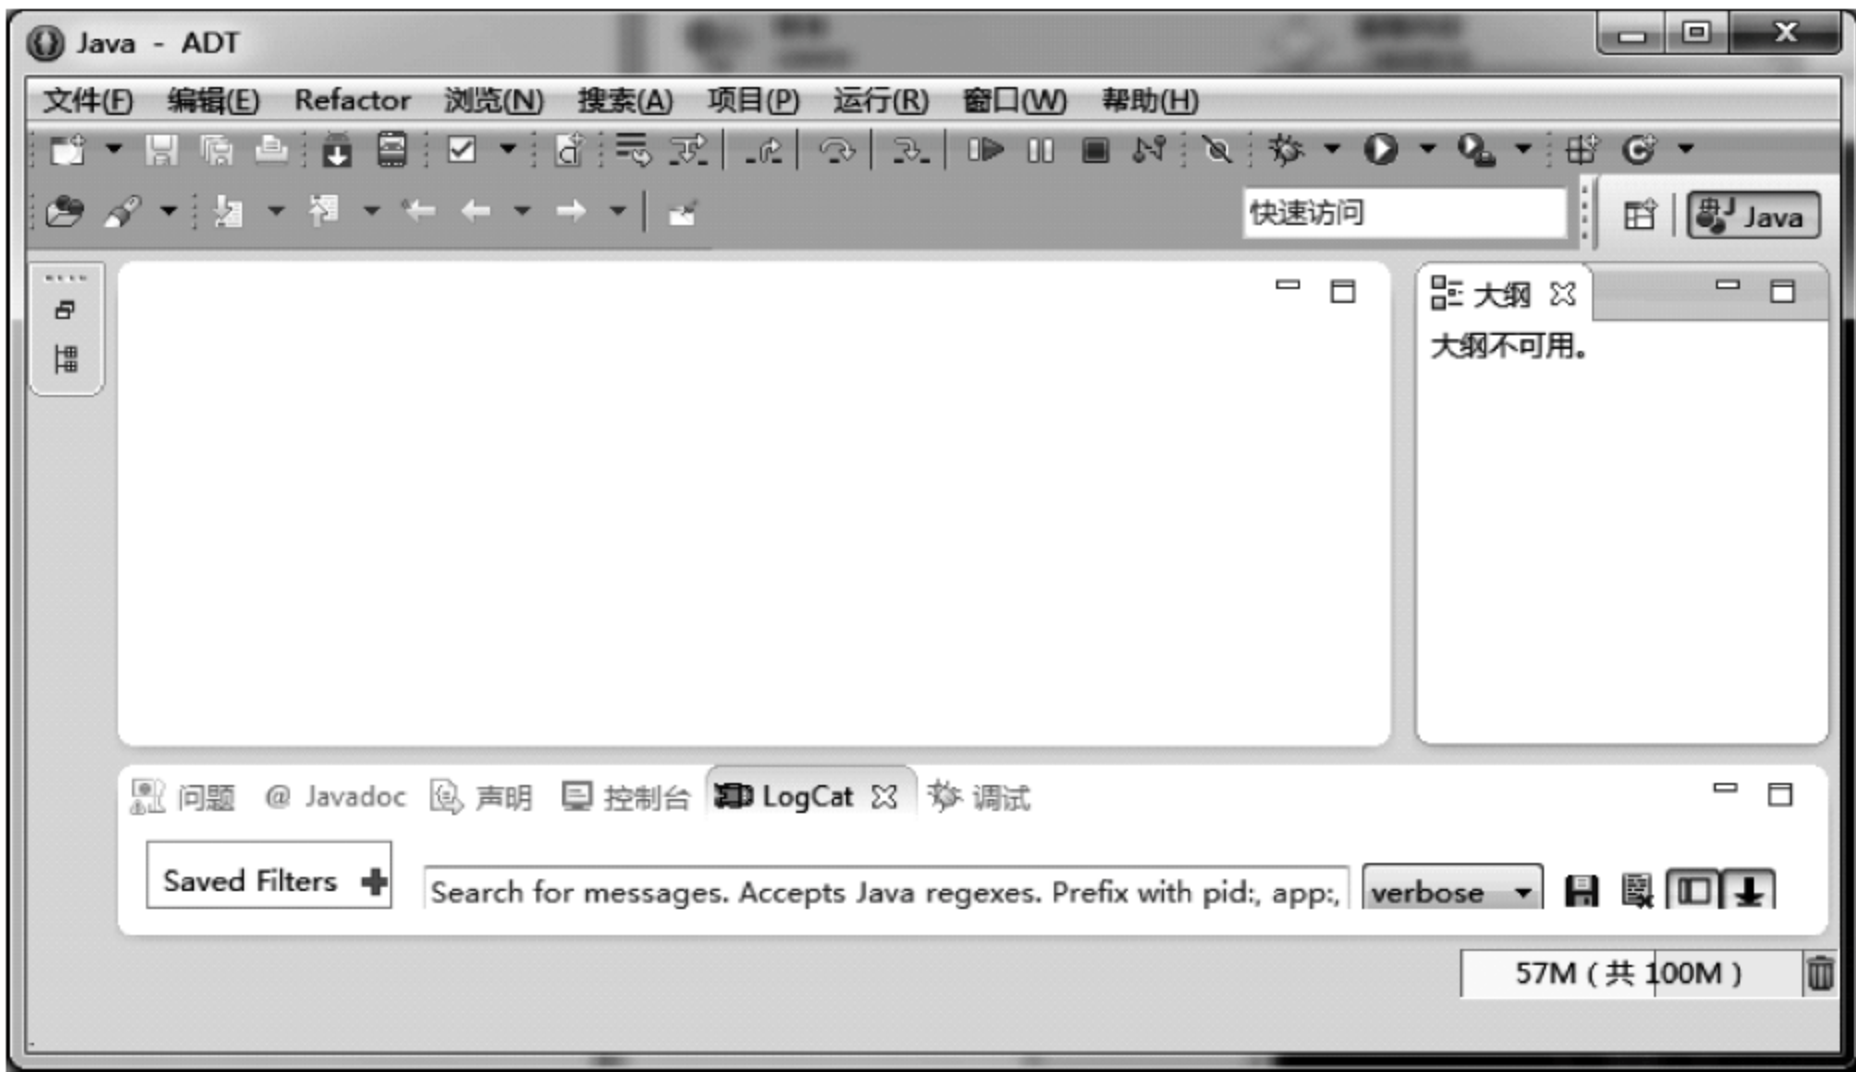 Java - ADT
文件(F) 编辑(E) Refactor 浏览(N) 搜索(A) 项目(P) 运行(R) 窗口(W) 帮助(H)
快速访问
Java
大纲
大纲不可用。
问题 @ Javadoc 声明 控制台 LogCat 调试
Saved Filters
Search for messages. Accepts Java regexes. Prefix with pid:, app:,
verbose
57M ( 共 100M )